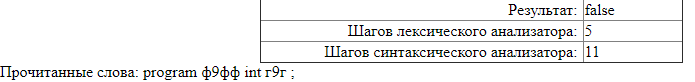 Результат: false
Шагов лексического анализатора: 5
Шагов синтаксического анализатора: 11
Прочитанные слова: program ф9фф int г9г ;